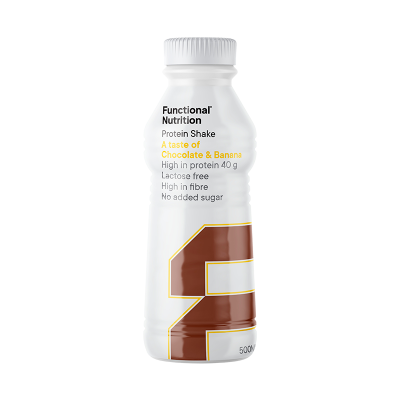 Functional
Nutrition
Protein Shake
A taste of
Chocolate & Banana
High in protein 40 g
Lactose free
High in fibre
No added sugar